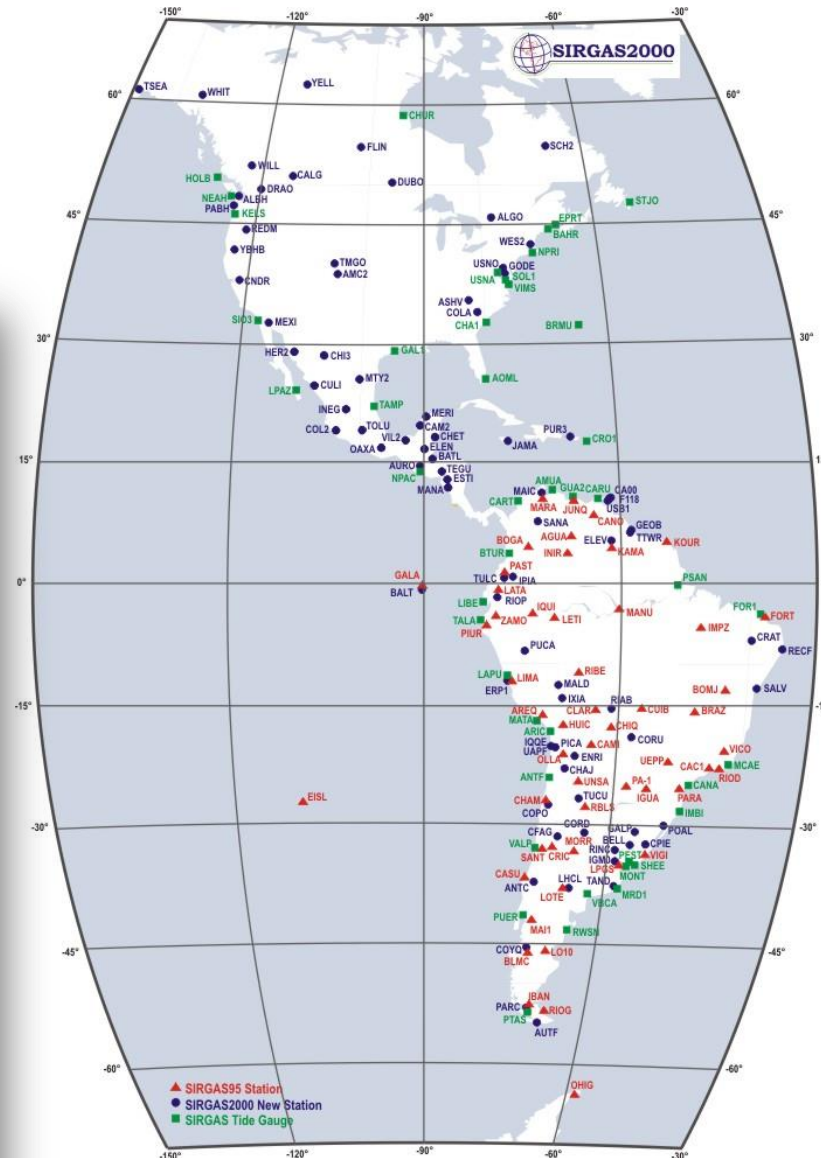 -150° -120° -90° -60° -30°
SIRGAS2000
TSEA
WHIT
YELL
60° 60°
CHUR
FLIN
SCH2
WILL
CALG
HOLB
DRAO
DUBO
NEAH
ALBH
STJO
PABH
KELS
45° 45°
ALGO
EPRT
REDM
BAHR
WES2
YBHB
NPRI
TMGO
USNO
GODE
AMC2
USNA
SOL1
CNDR
VIMS
ASHV
COLA
SIO3
MEXI
CHA1
BRMU
30° 30°
HER2
CHI3
GAL1
MTY2
AOML
LPAZ
CULI
TAMP
INEG
MERI
COL2
TOLU
CAM2
PUR3
VIL2
CHET
CRO1
OAXA
ELEN
JAMA
BATL
15° 1
AURO
TEGU
NPAC
ESTI
AMUA
MANA
MAIC
GUA2
CARU
CA00
CART
F118
MARA
JUNQ
USB1
SANA
CANO
GEOB
TTWR
BOGA
AGUA
ELEV
KOUR
BTUR
INIR
KAMA
PAST
GALA
TULC
IPIA
PSAN
0° 0°
BALT
LATA
LIBE
RIOP
IQUI
MANU
FOR1
FORT
TALA
ZAMO
LETI
PIUR
IMPZ
CRAT
PUCA
RECF
LAPU
RIBE
LIMA
ERP1
MALD
BOMJ
SALV
IXIA
RIAB
-15° -1
AREQ
CLAR
CUIB
BRAZ
MATA
HUIC
CHIQ
ARIC
IQQE
PICA
CAMI
CORU
UAPF
VICO
OLLA
ENRI
UEPP
CAC1
MCAE
CHAJ
RIOD
ANTF
UNSA
PA-1
CANA
EISL
TUCU
IGUA
PARA
CHAM
RBLS
COPO
IMBI
-30° -30°
CORD
GALP
POAL
CFAG
BELL
VALP
MORR
RINC
CPIE
SANT
CRIC
PEST
VIGI
IGM0
SHEE
LPGS
CASU
LHCL
TAND
MONT
ANTC
LOTE
MRD1
VBCA
PUER
MAI1
RWSN
-45° -45°
COYQ
BLMC
LO10
IBAN
PARC
RIOG
PTAS
AUTF
-60° -60°
OHIG
SIRGAS95 Station
SIRGAS2000 New Station
SIRGAS Tide Gauge
-150° -120° -90° -60° -30°